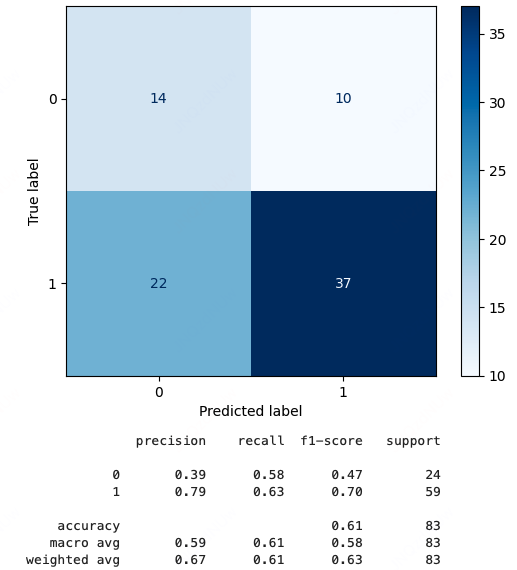 35
0
14
10
30
25
True label
20
1
22
37
15
10
0
1
Predicted label
precision recall f1-score support
0 0.39 0.58 0.47 24
1 0.79 0.63 0.70 59
accuracy 0.61 83
macro avg 0.59 0.61 0.58 83
weighted avg 0.67 0.61 0.63 83